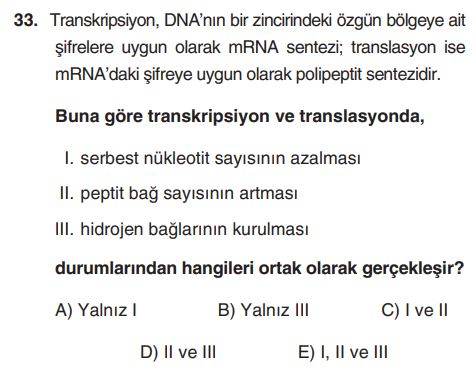 33. Transkripsiyon, DNA'nın bir zincirindeki özgün bölgeye ait
şifrelere uygun olarak mRNA sentezi; translasyon ise
mRNA'daki şifreye uygun olarak polipeptit sentezidir.
Buna göre transkripsiyon ve translasyonda,
I. serbest nükleotit sayısının azalması
II. peptit bağ sayısının artması
III. hidrojen bağlarının kurulması
durumlarından hangileri ortak olarak gerçekleşir?
A) Yalnız I B) Yalnız III C) I ve II
D) II ve III E) I, II ve III